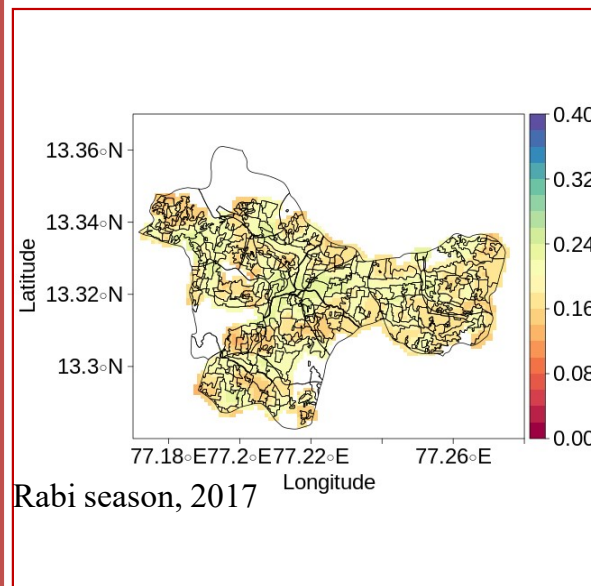 0.40
13.36○N
0.32
13.34○N
0.24
13.32○N
0.16
13.3○N
0.08
0.00
Latitude
77.18○E77.2○E77.22○E 77.26○E
Longitude
Rabi season, 2017